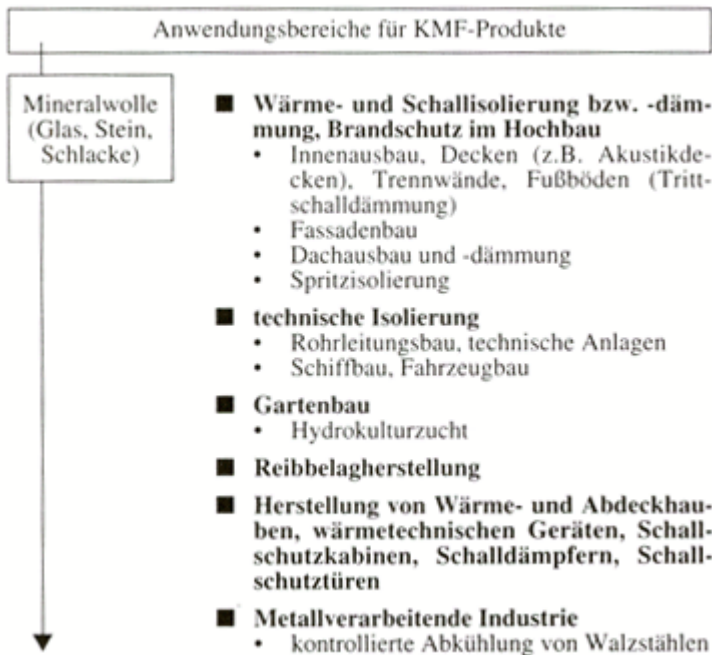 Anwendungsbereiche für KMF-Produkte
Mineralwolle
(Glas, Stein,
Schlacke)
■ Wärme- und Schallisolierung bzw. -däm-
mung, Brandschutz im Hochbau
• Innenausbau, Decken (z.B. Akustikde-
cken), Trennwände, Fußböden (Tritt-
schalldämmung)
• Fassadenbau
• Dachausbau und -dämmung
• Spritzisolierung
■ technische Isolierung
• Rohrleitungsbau, technische Anlagen
• Schiffbau, Fahrzeugbau
■ Gartenbau
• Hydrokulturzucht
■ Reibbelagherstellung
■ Herstellung von Wärme- und Abdeckhau-
ben, wärmetechnischen Geräten, Schall-
schutzkabinen, Schalldämpfern, Schall-
schutztüren
■ Metallverarbeitende Industrie
• kontrollierte Abkühlung von Walzstählen